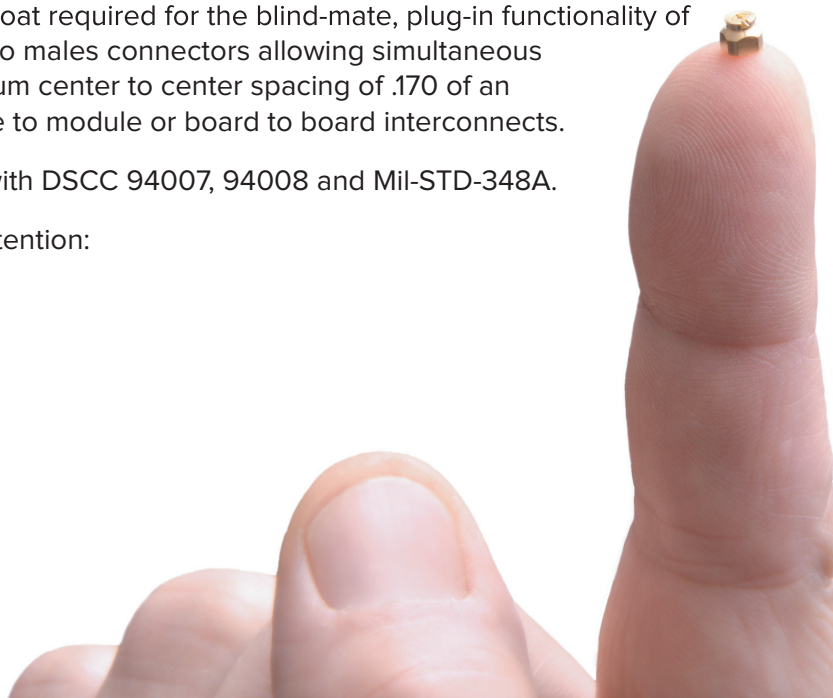 oat required for the blind-mate, plug-in functionality of
o males connectors allowing simultaneous
um center to center spacing of .170 of an
e to module or board to board interconnects.
with DSCC 94007, 94008 and Mil-STD-348A.
tention: